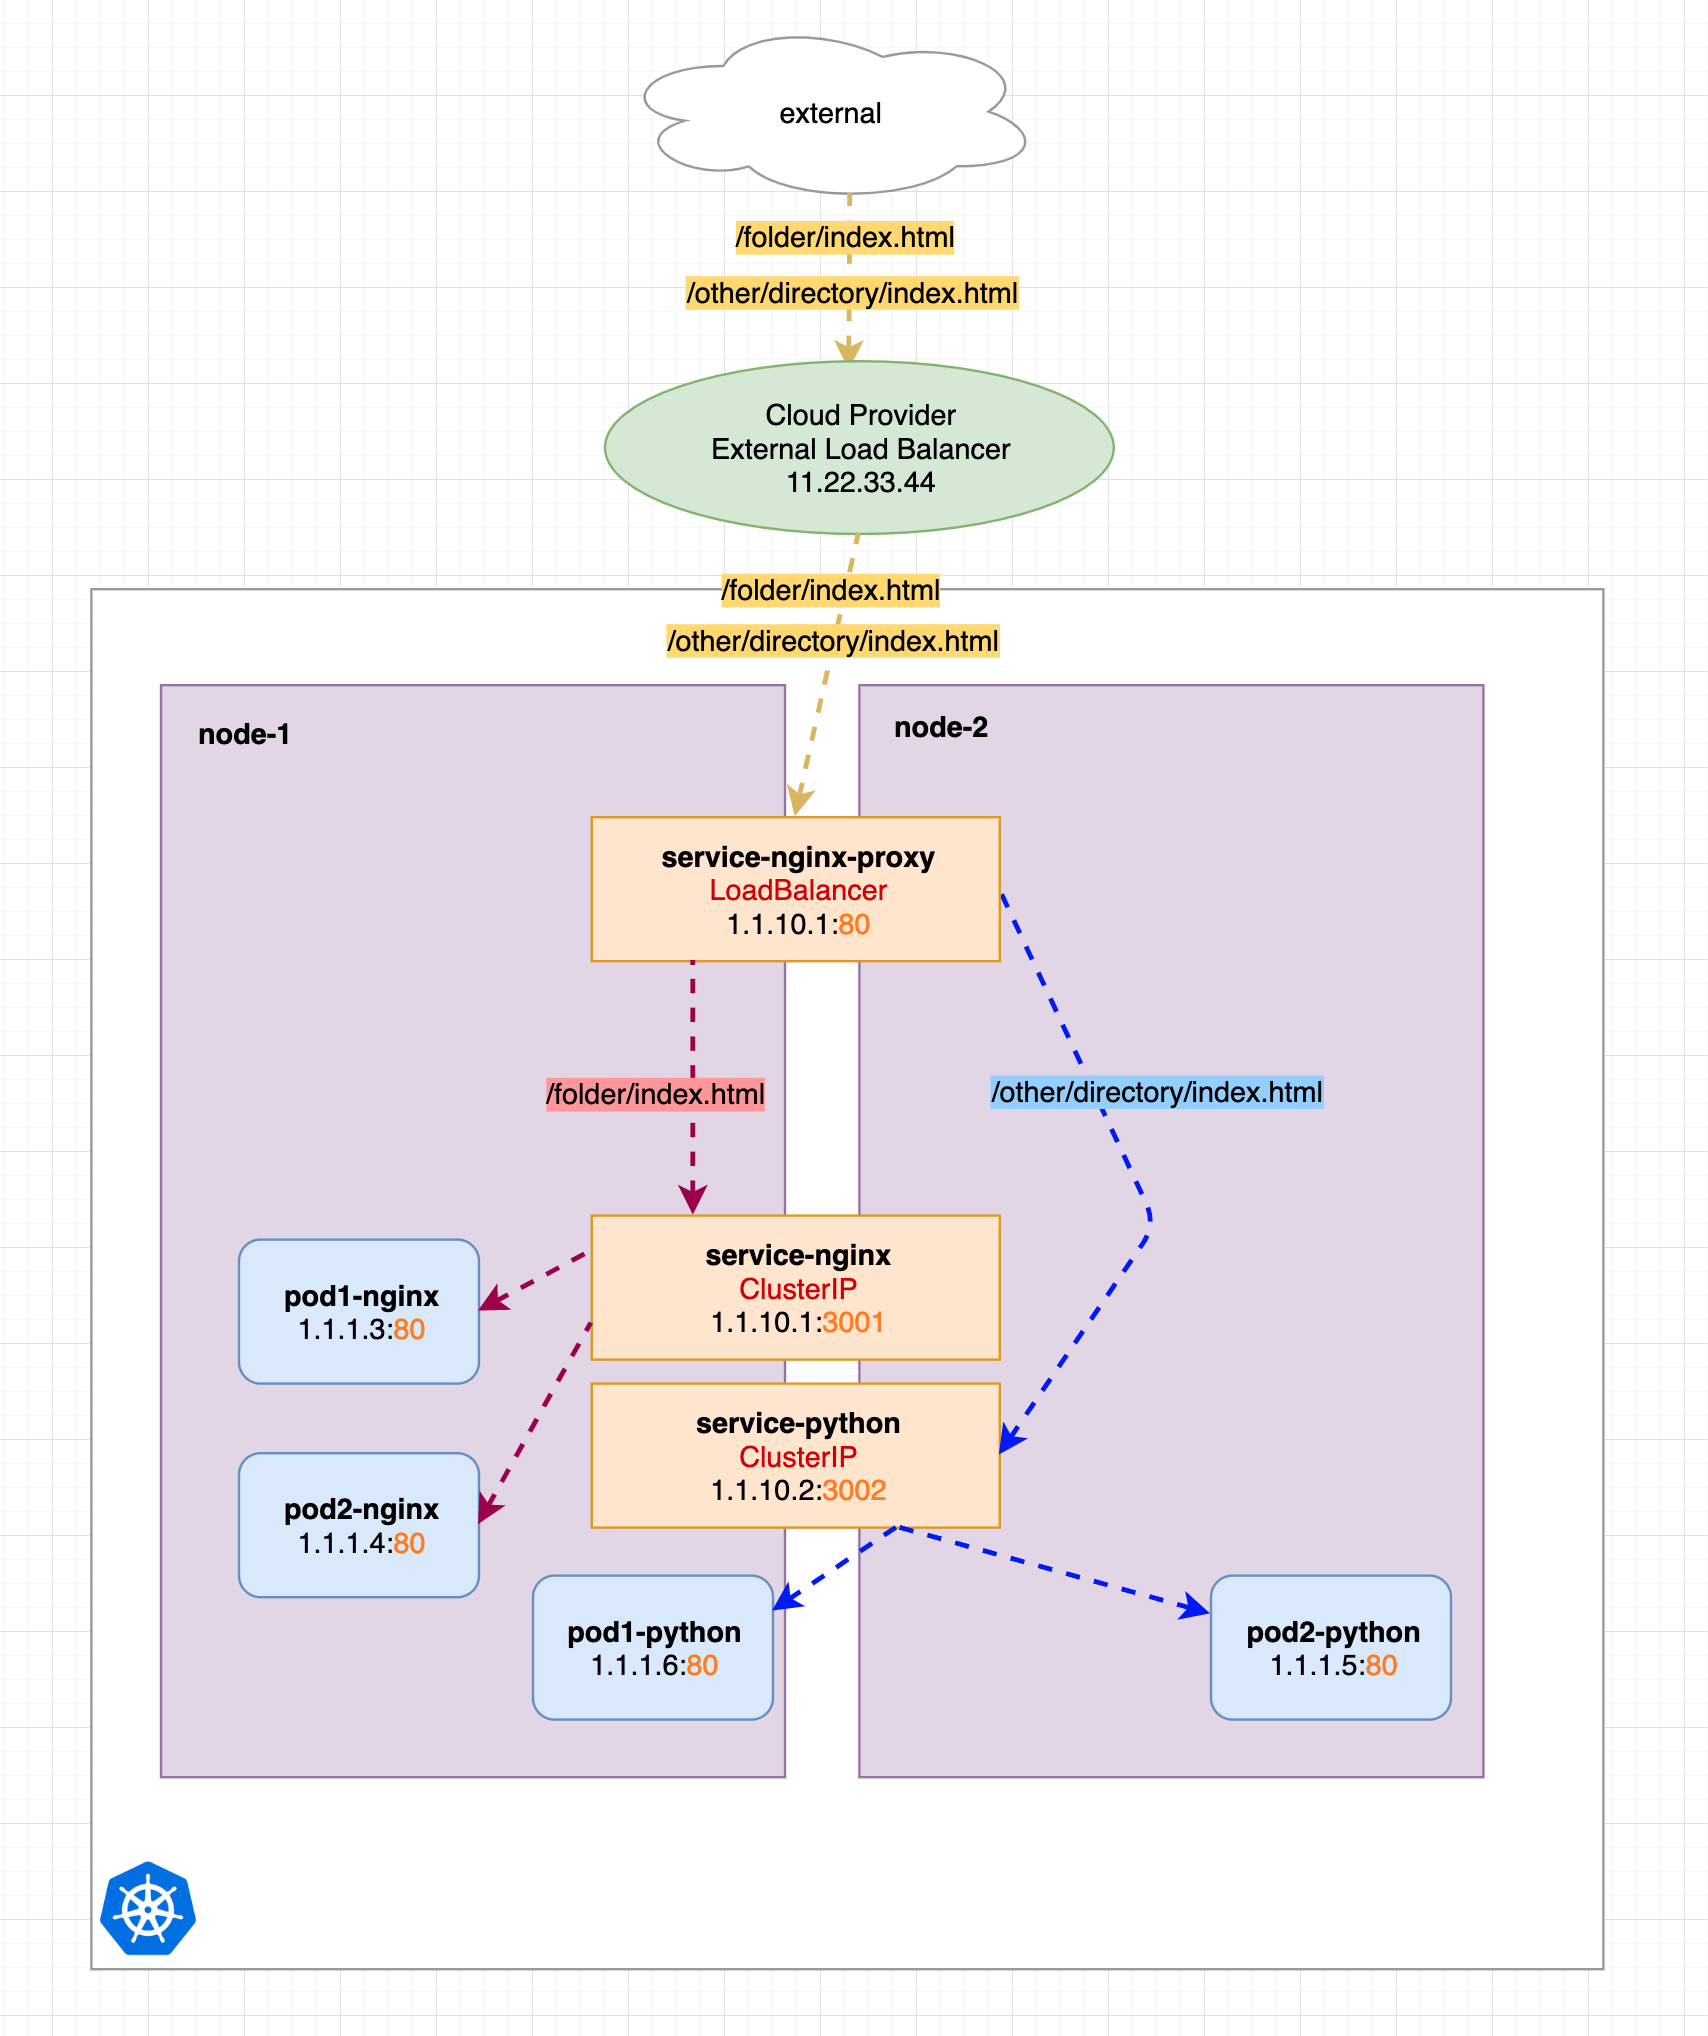 external
/folder/index.html
/other/directory/index.html
Cloud Provider
External Load Balancer
11.22.33.44
/folder/index.html
/other/directory/index.html
node-1
node-2
service-nginx-proxy
LoadBalancer
1.1.10.1:80
/folder/index.html
/other/directory/index.html
service-nginx
ClusterIP
1.1.10.1:3001
pod1-nginx
1.1.1.3:80
service-python
ClusterIP
1.1.10.2:3002
pod2-nginx
1.1.1.4:80
pod1-python
1.1.1.6:80
pod2-python
1.1.1.5:80